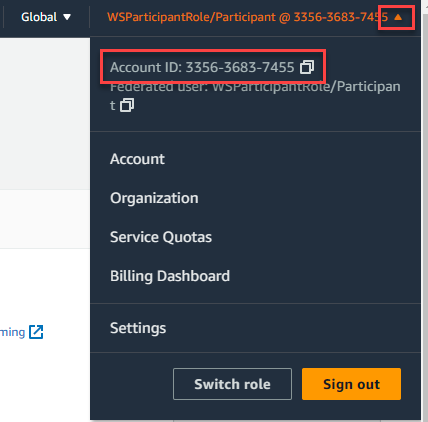 Global ▼ WSParticipantRole/Participant @ 3356-3683-7455 ▲
Account ID: 3356-3683-7455
Federated user: WSParticipantRole/Participan
t
Account
Organization
Service Quotas
Billing Dashboard
ming
Settings
Switch role Sign out